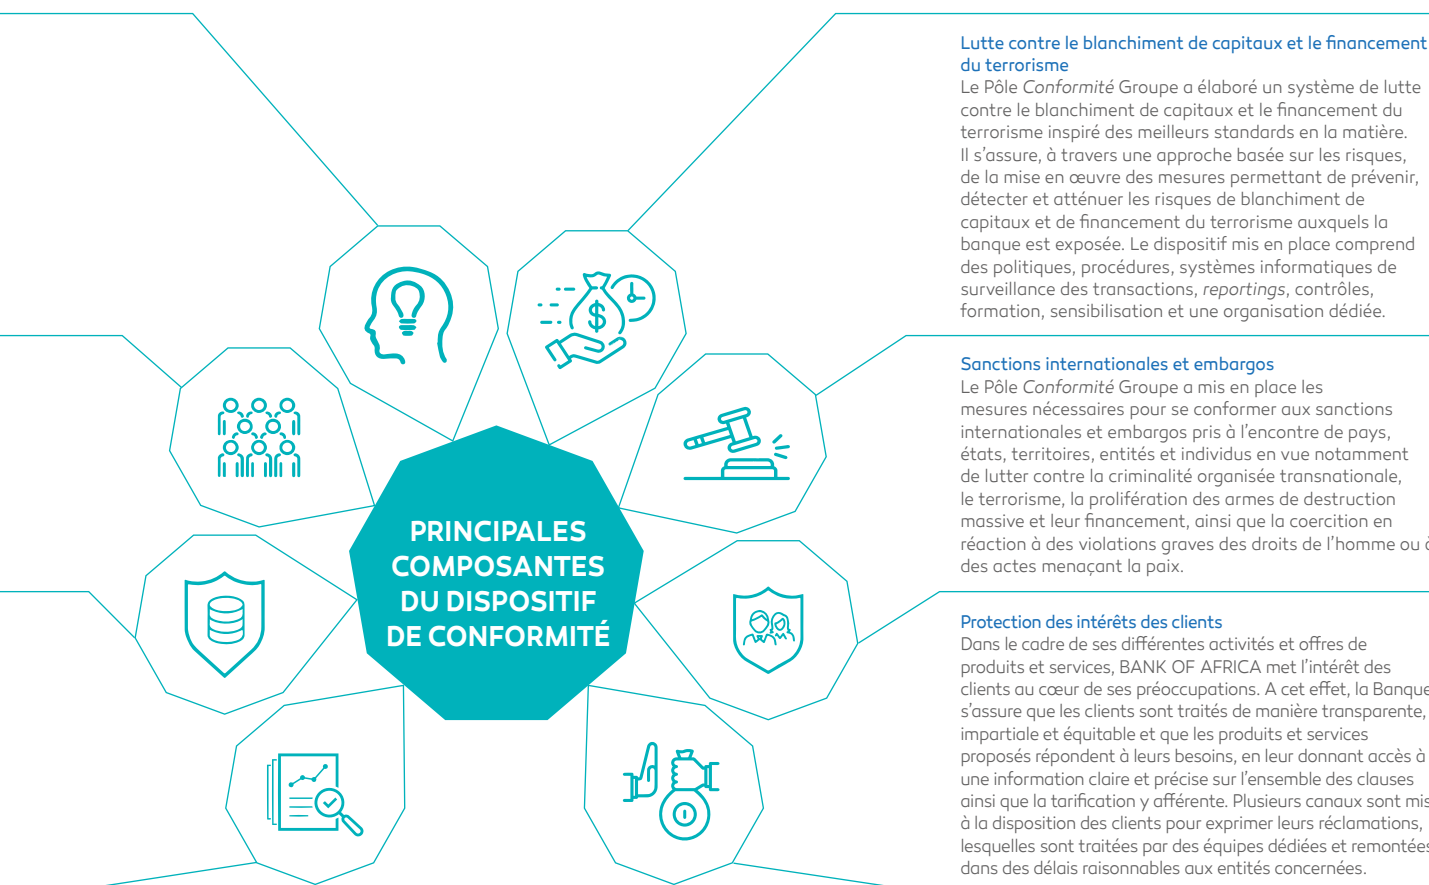 Lutte contre le blanchiment de capitaux et le financement
du terrorisme
Le Pôle Conformité Groupe a élaboré un système de lutte
contre le blanchiment de capitaux et le financement du
terrorisme inspiré des meilleurs standards en la matière.
Il s'assure, à travers une approche basée sur les risques,
de la mise en œuvre des mesures permettant de prévenir,
détecter et atténuer les risques de blanchiment de
capitaux et de financement du terrorisme auxquels la
banque est exposée. Le dispositif mis en place comprend
des politiques, procédures, systèmes informatiques de
surveillance des transactions, reportings, contrôles,
formation, sensibilisation et une organisation dédiée.
Sanctions internationales et embargos
Le Pôle Conformité Groupe a mis en place les
mesures nécessaires pour se conformer aux sanctions
internationales et embargos pris à l'encontre de pays,
états, territoires, entités et individus en vue notamment
de lutter contre la criminalité organisée transnationale,
le terrorisme, la prolifération des armes de destruction
massive et leur financement, ainsi que la coercition en
réaction à des violations graves des droits de l'homme ou
des actes menaçant la paix.
PRINCIPALES
COMPOSANTES
DU DISPOSITIF
DE CONFORMITÉ
Protection des intérêts des clients
Dans le cadre de ses différentes activités et offres de
produits et services, BANK OF AFRICA met l'intérêt des
clients au cœur de ses préoccupations. A cet effet, la Banque
s'assure que les clients sont traités de manière transparente,
impartiale et équitable et que les produits et services
proposés répondent à leurs besoins, en leur donnant accès à
une information claire et précise sur l'ensemble des clauses
ainsi que la tarification y afférente. Plusieurs canaux sont mis
à la disposition des clients pour exprimer leurs réclamations,
lesquelles sont traitées par des équipes dédiées et remontées
dans des délais raisonnables aux entités concernées.